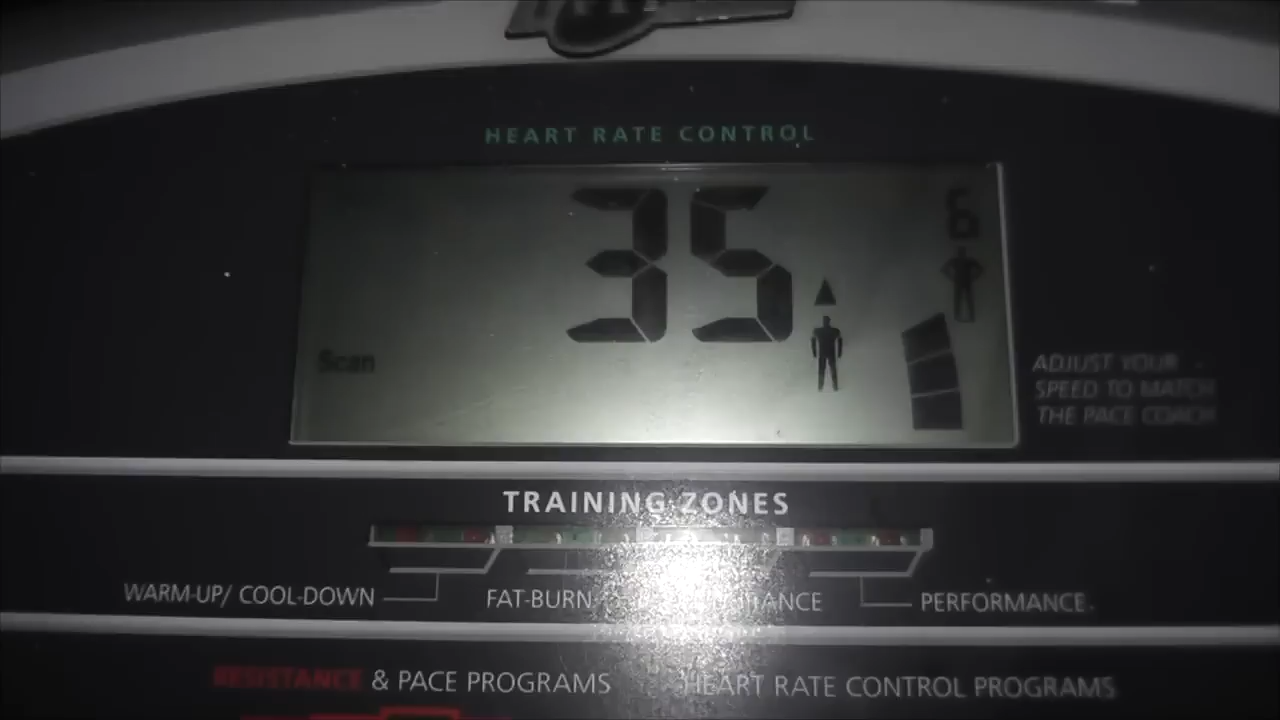 HEART RATE CONTROL
35
6
Scan
ADJUST YOUR
SPEED TO MATCH
THE PACE COACH
TRAINING ZONES
WARM-UP/ COOL-DOWN
FAT-BURN
PERFORMANCE
RESISTANCE & PACE PROGRAMS
HEART RATE CONTROL PROGRAMS